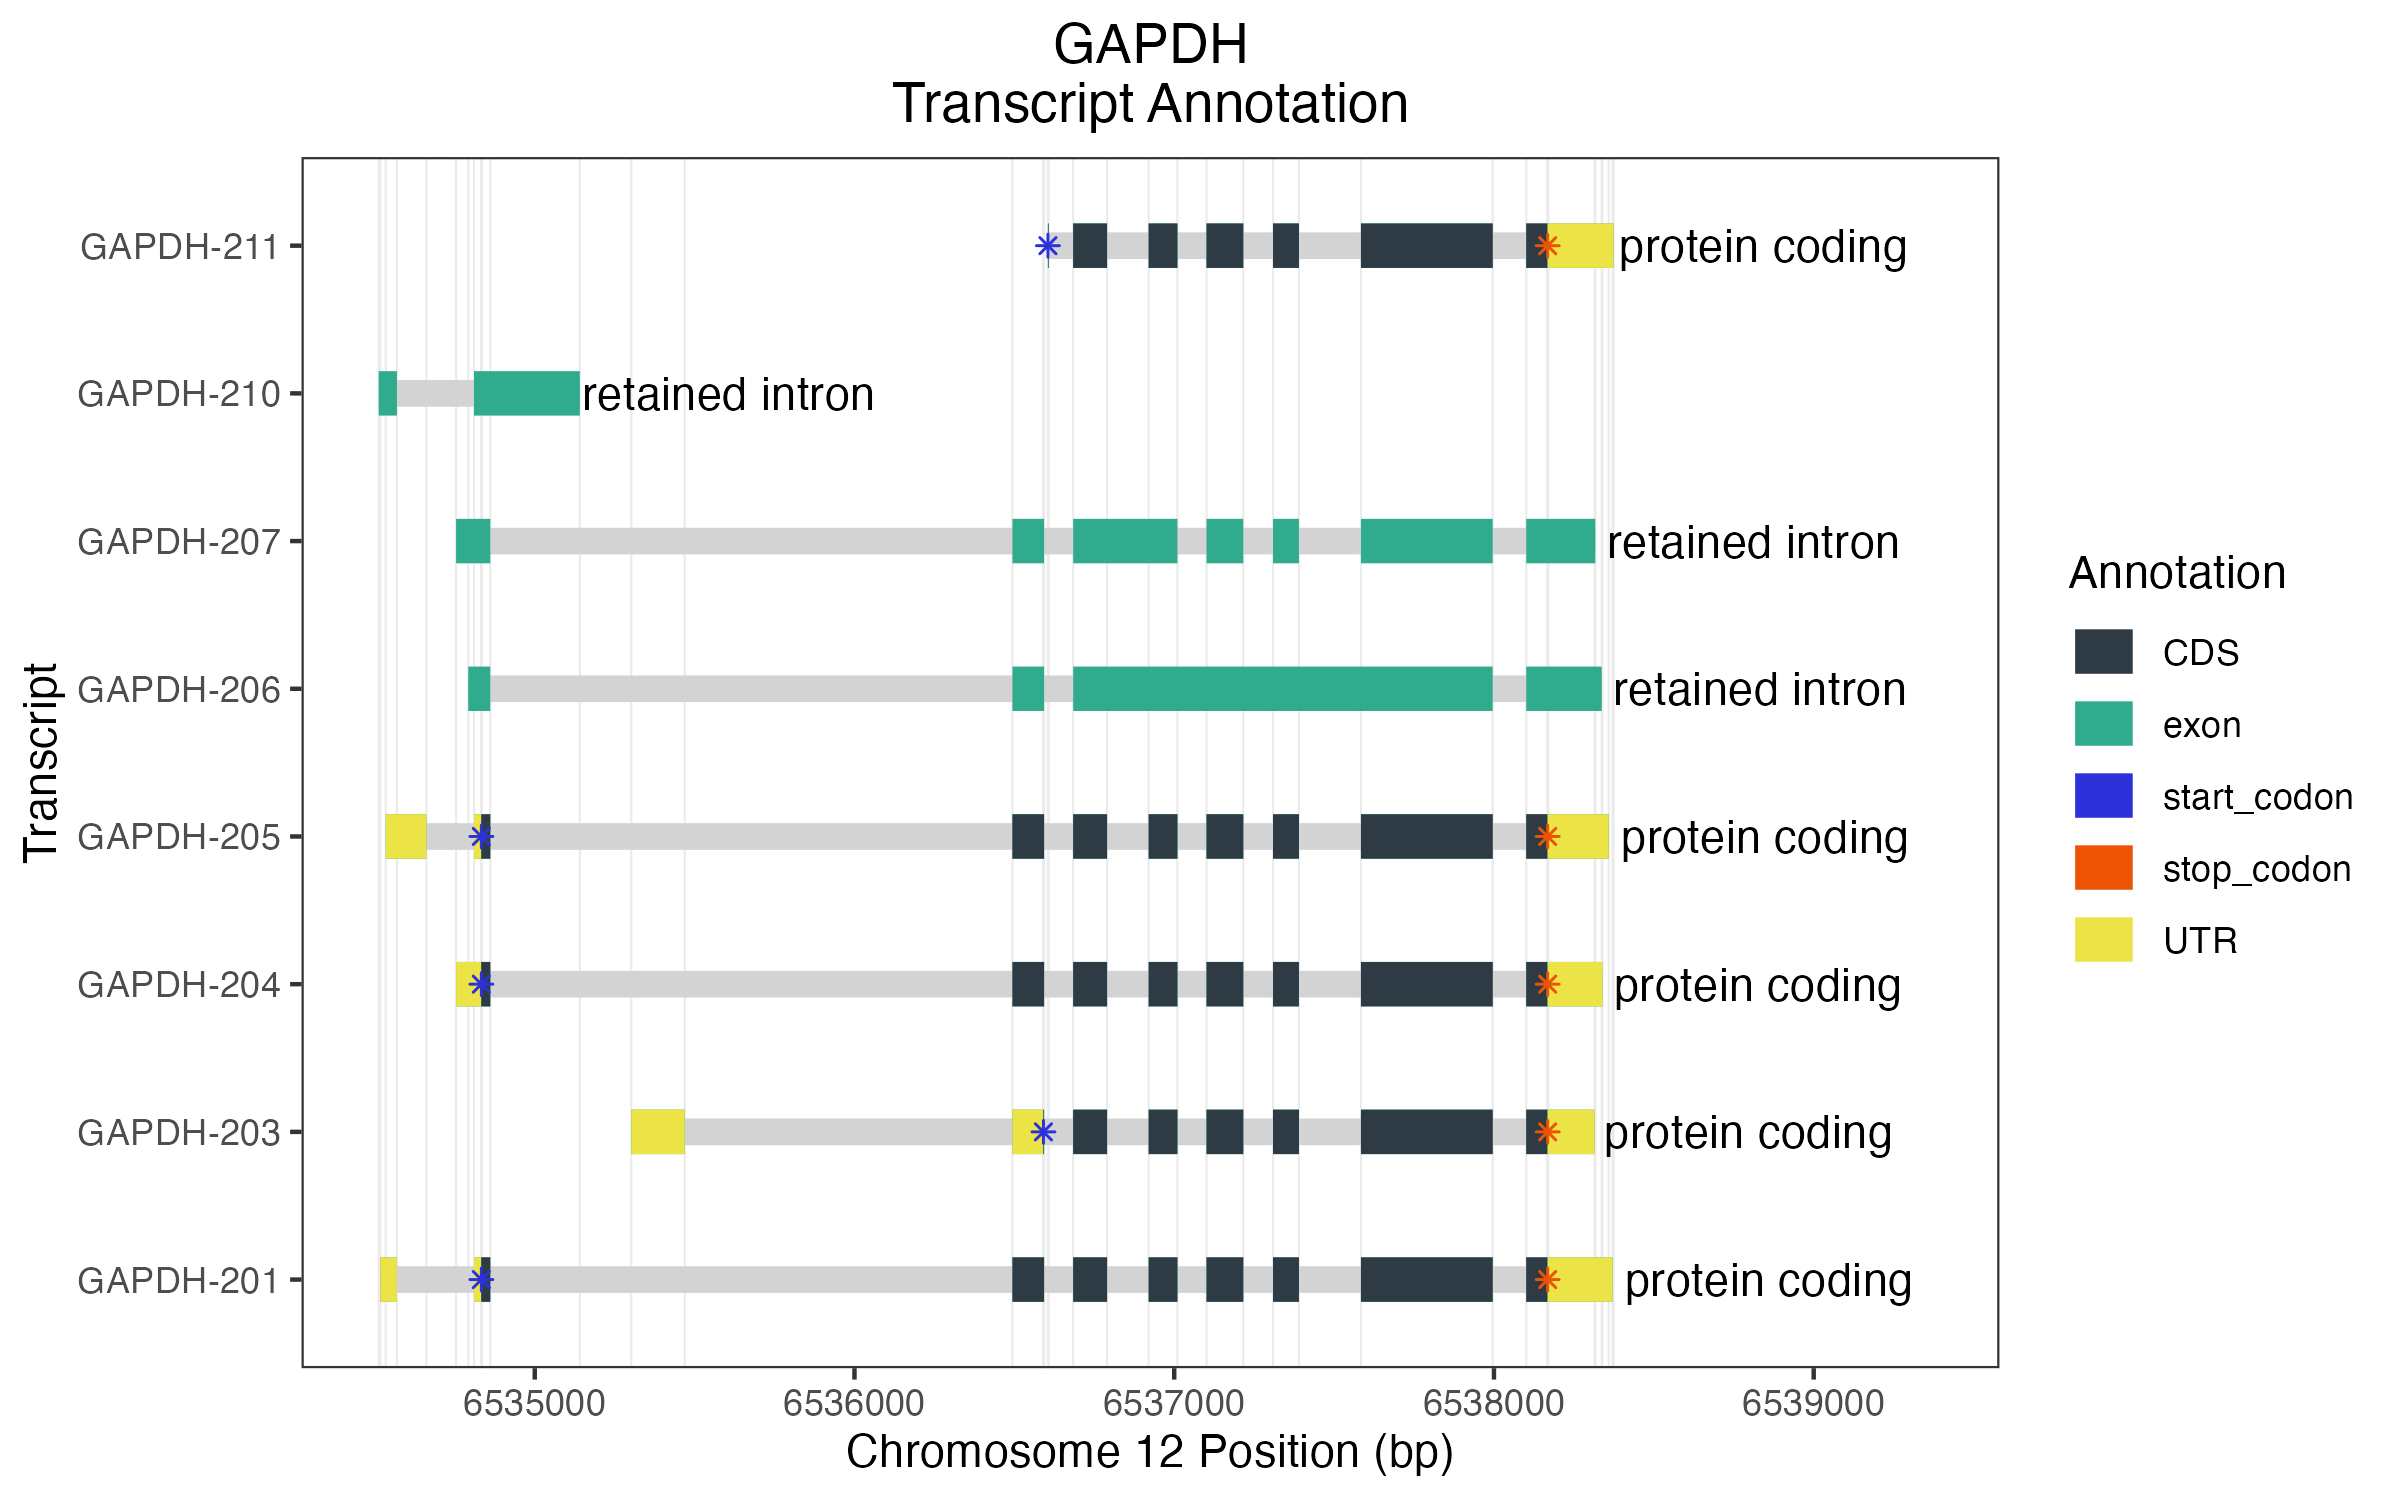 GAPDH
Transcript Annotation
GAPDH-211
protein coding
GAPDH-210
retained intron
GAPDH-207
retained intron
GAPDH-206
retained intron
GAPDH-205
protein coding
GAPDH-204
protein coding
GAPDH-203
protein coding
GAPDH-201
protein coding
Transcript
6535000 6536000 6537000 6538000 6539000
Chromosome 12 Position (bp)
Annotation
CDS
exon
start_codon
stop_codon
UTR